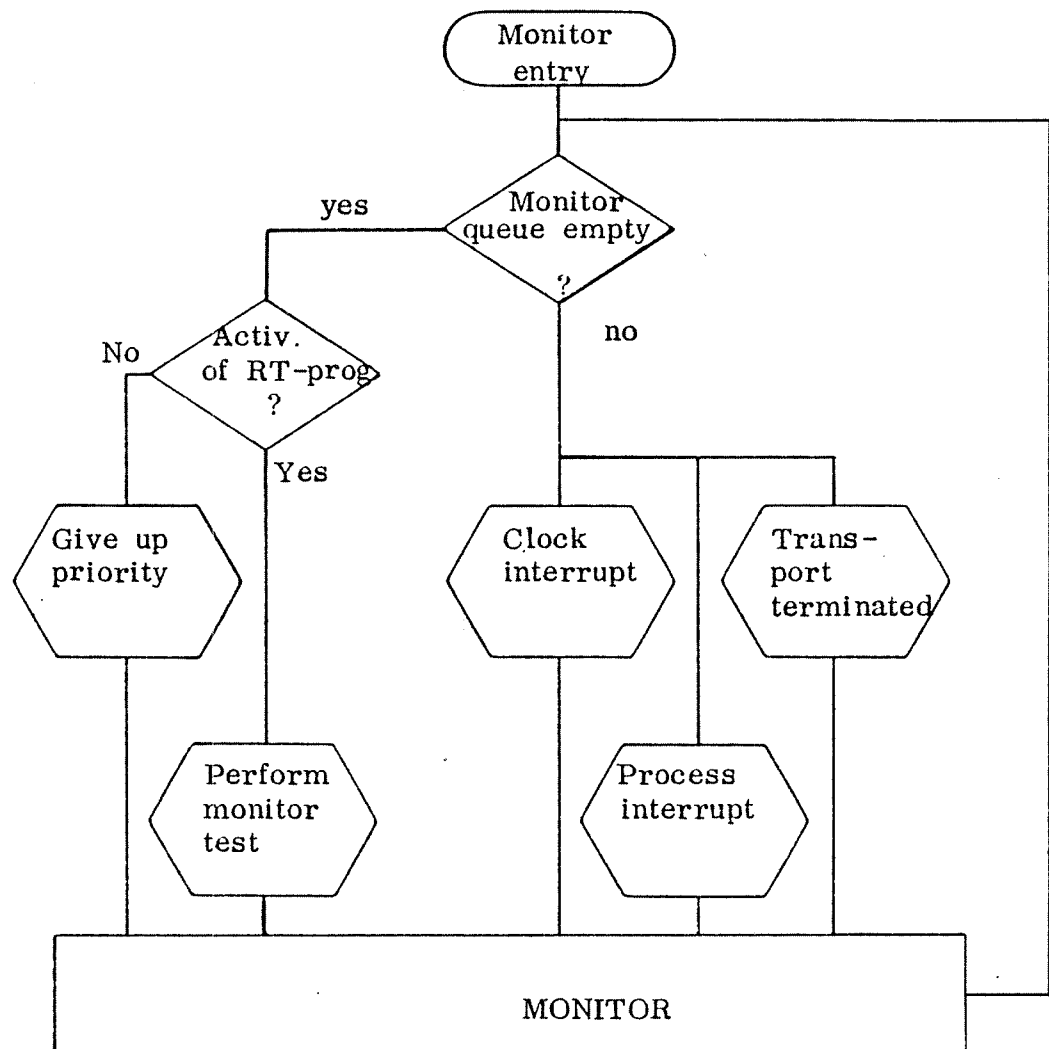 Monitor
entry
yes
Monitor
queue empty
?
no
No
Activ.
of RT-prog
?
Yes
Give up
priority
Clock
interrupt
Trans-
port
terminated
Perform
monitor
test
Process
interrupt
MONITOR